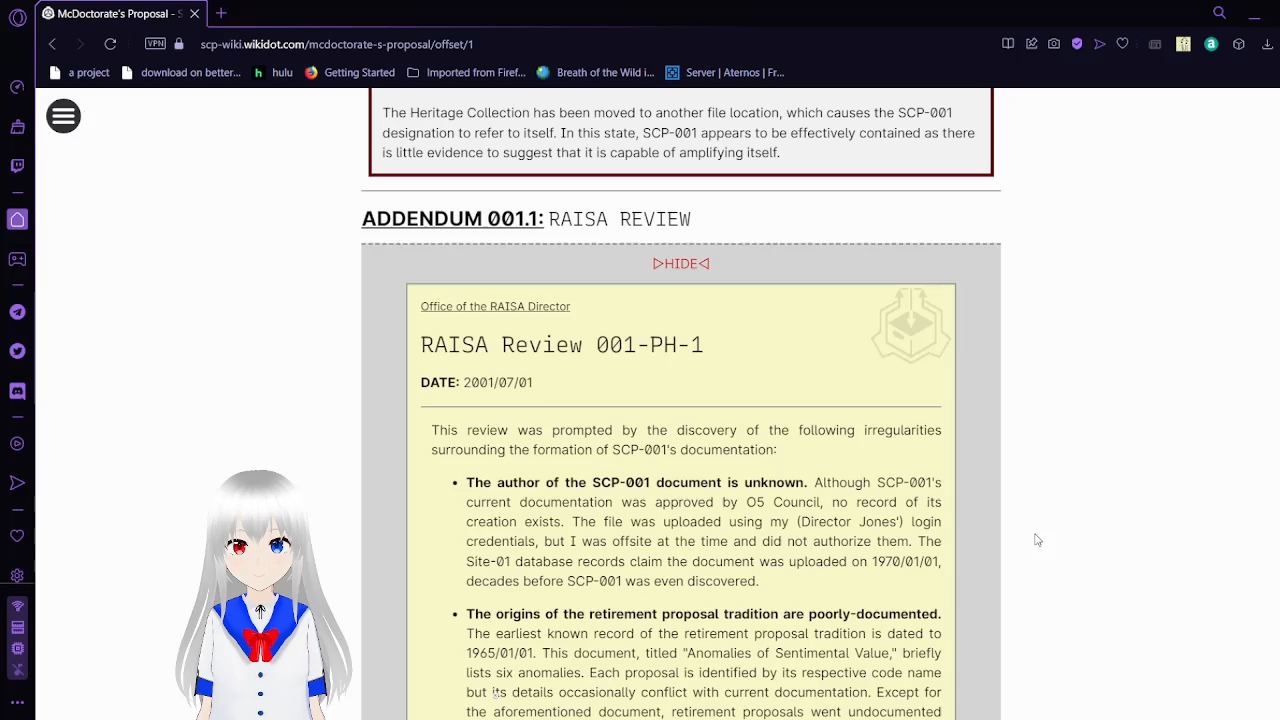 McDoctorate's Proposal -
scp-wiki.wikidot.com/mcdoctorate-s-proposal/offset/1
VPN
a project
download on better...
hulu
Getting Started
Imported from Firef...
Breath of the Wild i...
Server | Aternos | Fr...
The Heritage Collection has been moved to another file location, which causes the SCP-001
designation to refer to itself. In this state, SCP-001 appears to be effectively contained as there
is little evidence to suggest that it is capable of amplifying itself.
ADDENDUM 001.1: RAISA REVIEW
▷HIDE◁
Office of the RAISA Director
RAISA Review 001-PH-1
DATE: 2001/07/01
This review was prompted by the discovery of the following irregularities
surrounding the formation of SCP-001's documentation:
• The author of the SCP-001 document is unknown. Although SCP-001's
current documentation was approved by O5 Council, no record of its
creation exists. The file was uploaded using my (Director Jones') login
credentials, but I was offsite at the time and did not authorize them. The
Site-01 database records claim the document was uploaded on 1970/01/01,
decades before SCP-001 was even discovered.
• The origins of the retirement proposal tradition are poorly-documented.
The earliest known record of the retirement proposal tradition is dated to
1965/01/01. This document, titled "Anomalies of Sentimental Value," briefly
lists six anomalies. Each proposal is identified by its respective code name
but its details occasionally conflict with current documentation. Except for
the aforementioned document, retirement proposals went undocumented